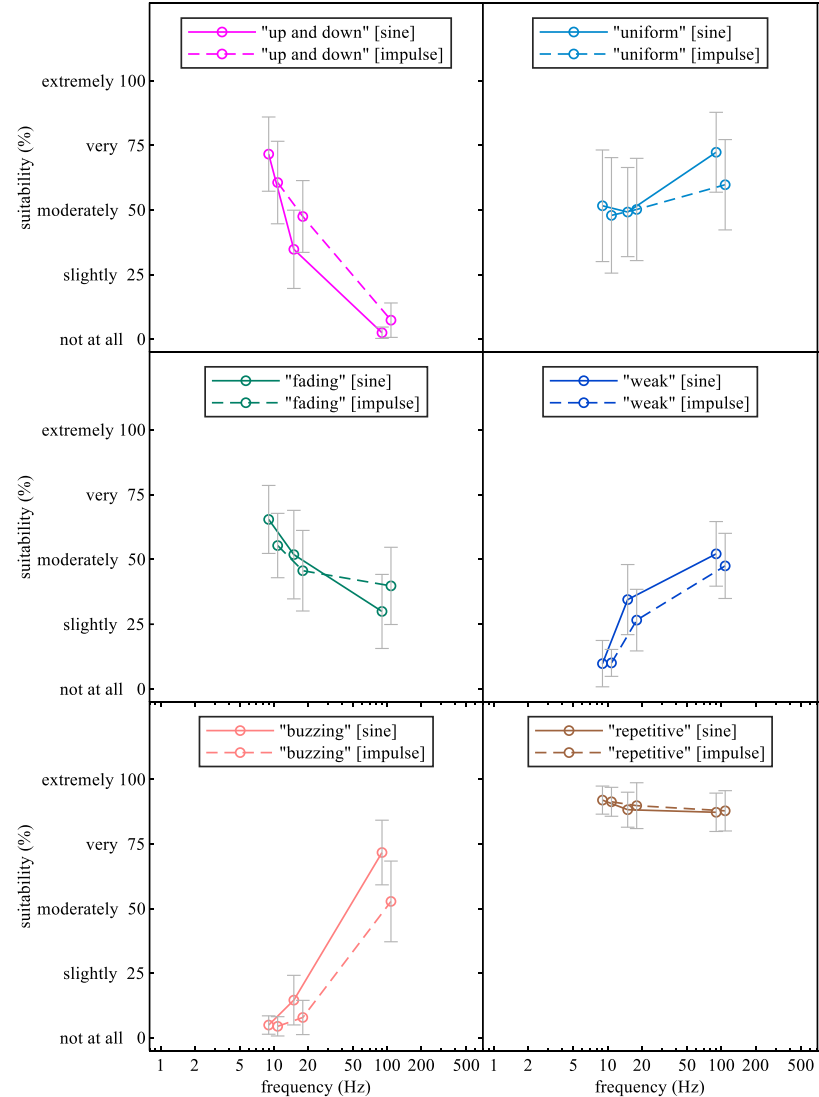 "up and down" [sine]
"up and down" [impulse]
"uniform" [sine]
"uniform" [impulse]
extremely 100
very 75
moderately 50
slightly 25
not at all 0
suitability (%)
"fading" [sine]
"fading" [impulse]
"weak" [sine]
"weak" [impulse]
extremely 100
very 75
moderately 50
slightly 25
not at all 0
suitability (%)
"buzzing" [sine]
"buzzing" [impulse]
"repetitive" [sine]
"repetitive" [impulse]
extremely 100
very 75
moderately 50
slightly 25
not at all 0
suitability (%)
1 2 5 10 20 50 100 200 500
1 2 5 10 20 50 100 200 500
frequency (Hz)
frequency (Hz)